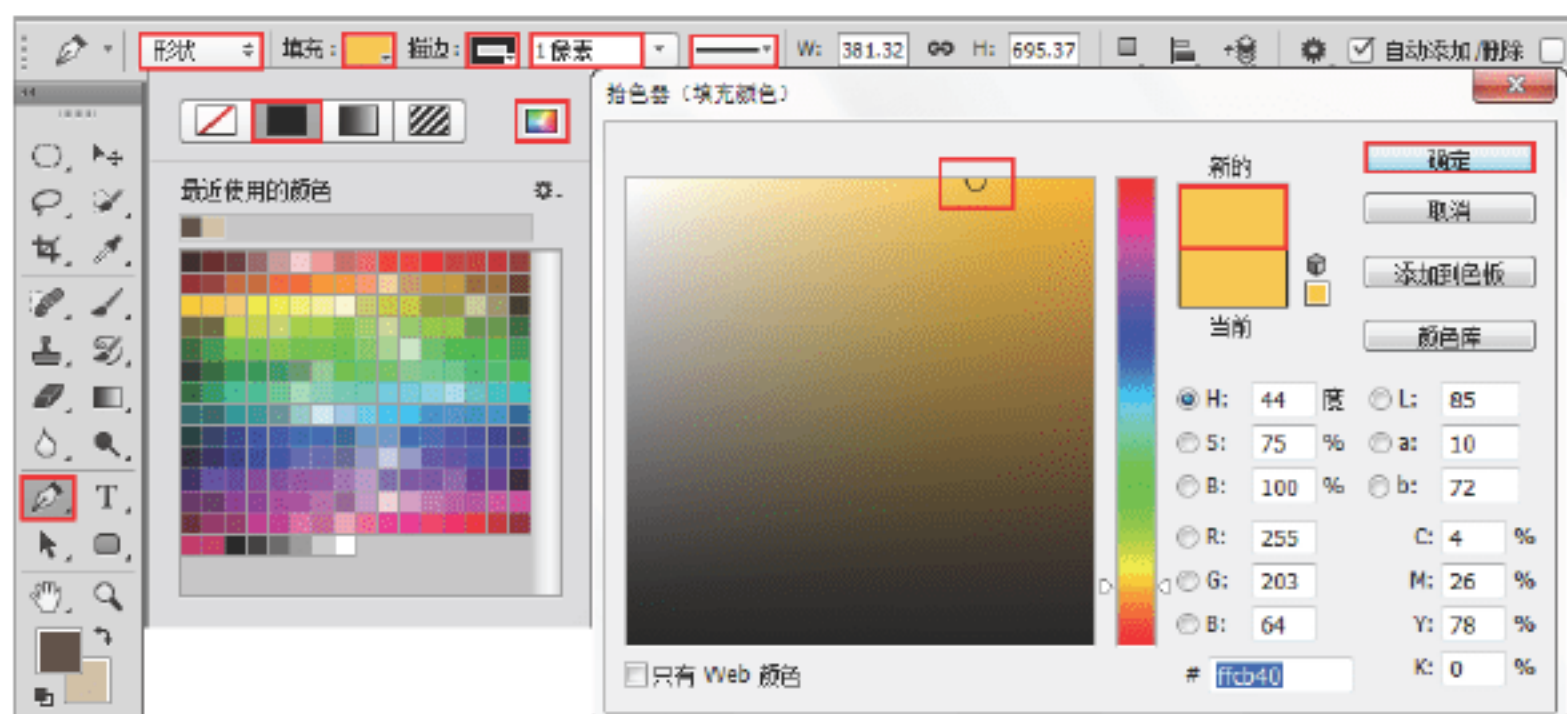 形状 填充： 描边： 1 像素 W: 381.32 H: 695.37 自动添加/删除
拾色器（填充颜色）
最近使用的颜色
新的
当前
确定
取消
添加到色板
颜色库
H: 44 度 L: 85
S: 75 % a: 10
B: 100 % b: 72
R: 255 C: 4 %
G: 203 M: 26 %
B: 64 Y: 78 %
# ffcb40 K: 0 %
只有 Web 颜色
T